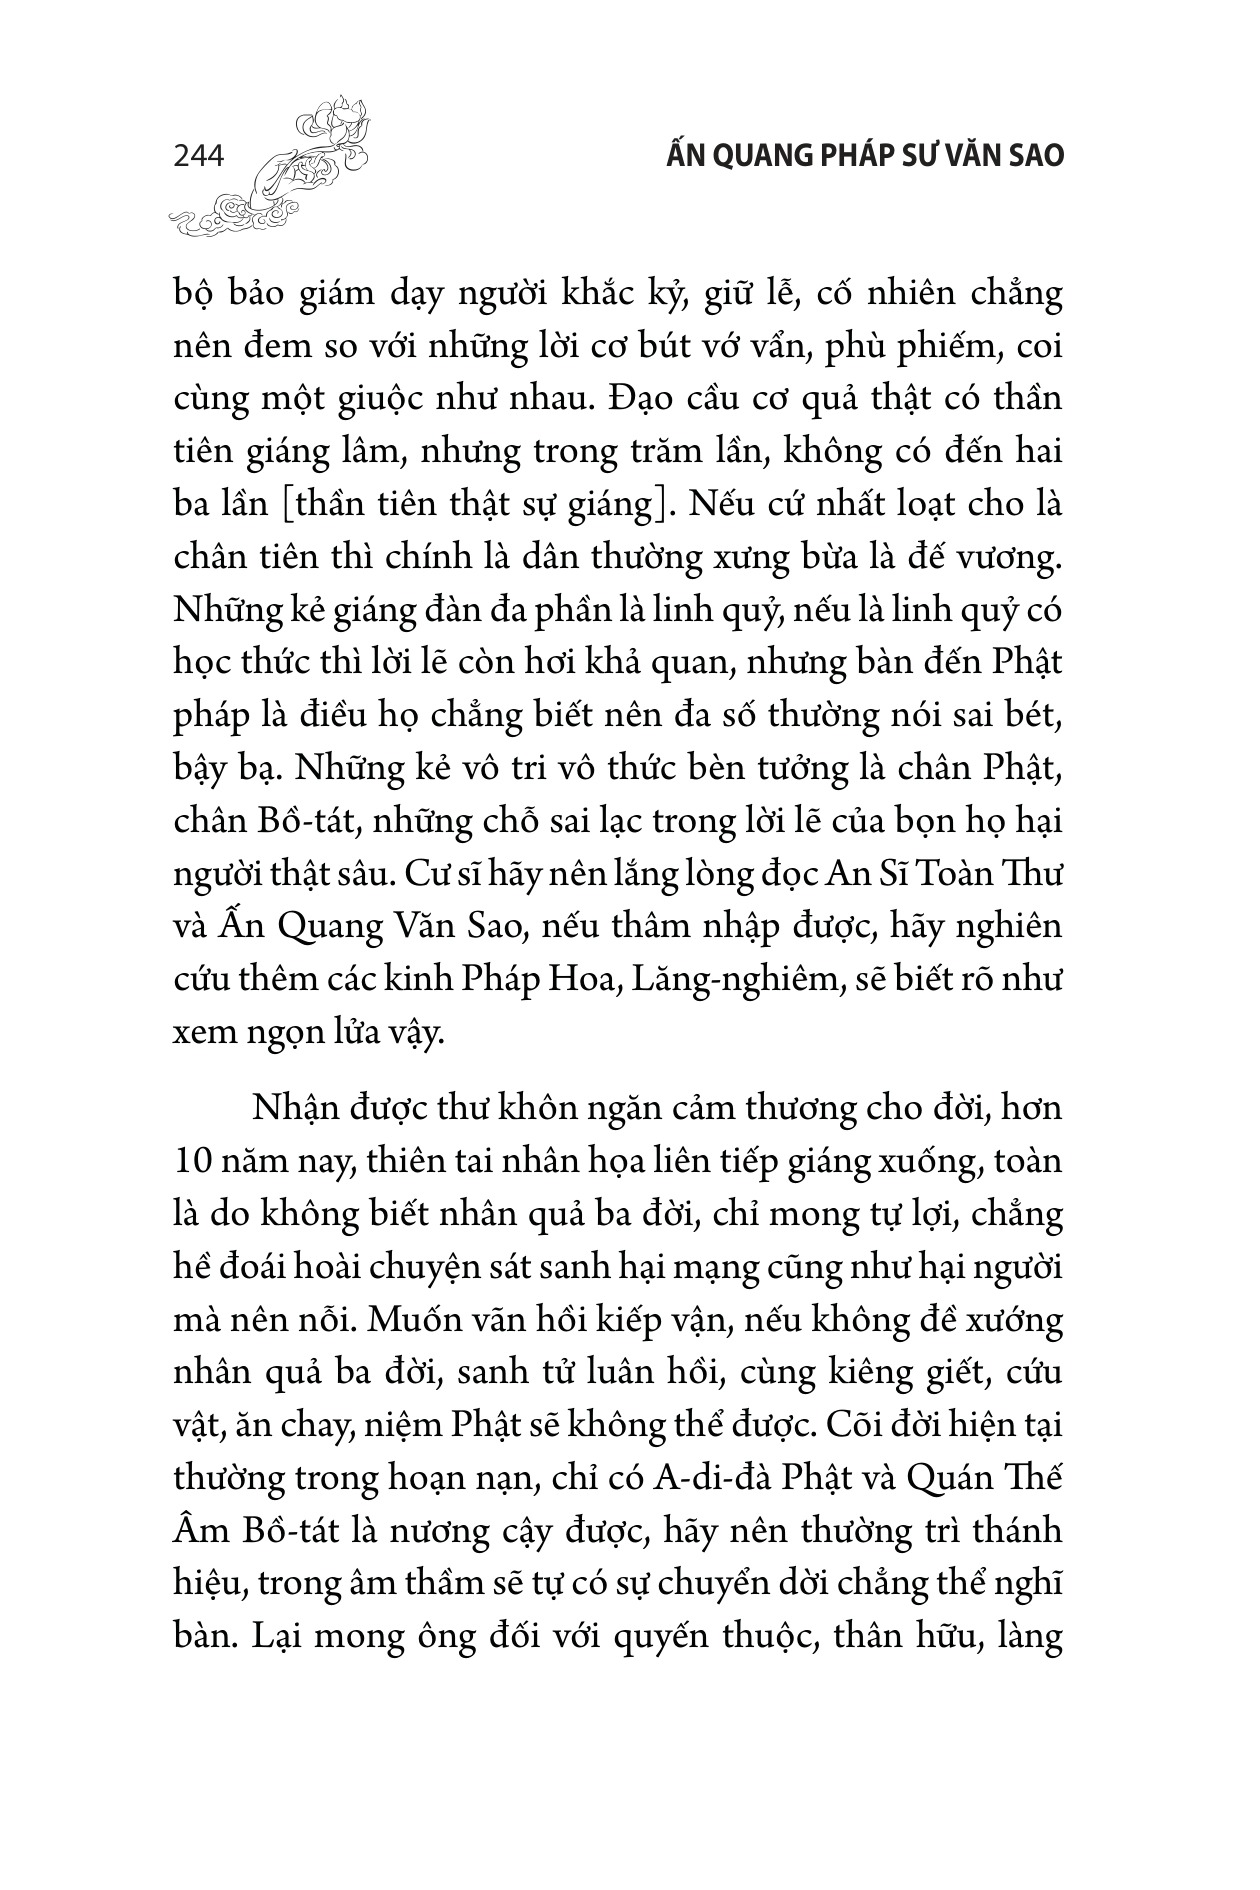 244
ẤN QUANG PHÁP SƯ VĂN SAO
bộ bảo giám dạy người khắc kỷ, giữ lễ, cố nhiên chẳng
nên đem so với những lời cơ bút vớ vẩn, phù phiếm, coi
cùng một giuộc như nhau. Đạo cầu cơ quả thật có thần
tiên giáng lâm, nhưng trong trăm lần, không có đến hai
ba lần [thần tiên thật sự giáng]. Nếu cứ nhất loạt cho là
chân tiên thì chính là dân thường xưng bừa là đế vương.
Những kẻ giáng đàn đa phần là linh quỷ, nếu là linh quỷ có
học thức thì lời lẽ còn hơi khả quan, nhưng bàn đến Phật
pháp là điều họ chẳng biết nên đa số thường nói sai bét,
bậy bạ. Những kẻ vô tri vô thức bèn tưởng là chân Phật,
chân Bồ-tát, những chỗ sai lạc trong lời lẽ của bọn họ hại
người thật sâu. Cư sĩ hãy nên lắng lòng đọc An Sĩ Toàn Thư
và Ấn Quang Văn Sao, nếu thâm nhập được, hãy nghiên
cứu thêm các kinh Pháp Hoa, Lăng-nghiêm, sẽ biết rõ như
xem ngọn lửa vậy.
Nhận được thư khôn ngăn cảm thương cho đời, hơn
10 năm nay, thiên tai nhân họa liên tiếp giáng xuống, toàn
là do không biết nhân quả ba đời, chỉ mong tự lợi, chẳng
hề đoái hoài chuyện sát sanh hại mạng cũng như hại người
mà nên nỗi. Muốn vãn hồi kiếp vận, nếu không đề xướng
nhân quả ba đời, sanh tử luân hồi, cùng kiêng giết, cứu
vật, ăn chay, niệm Phật sẽ không thể được. Cõi đời hiện tại
thường trong hoạn nạn, chỉ có A-di-đà Phật và Quán Thế
Âm Bồ-tát là nương cậy được, hãy nên thường trì thánh
hiệu, trong âm thầm sẽ tự có sự chuyển dời chẳng thể nghĩ
bàn. Lại mong ông đối với quyến thuộc, thân hữu, làng